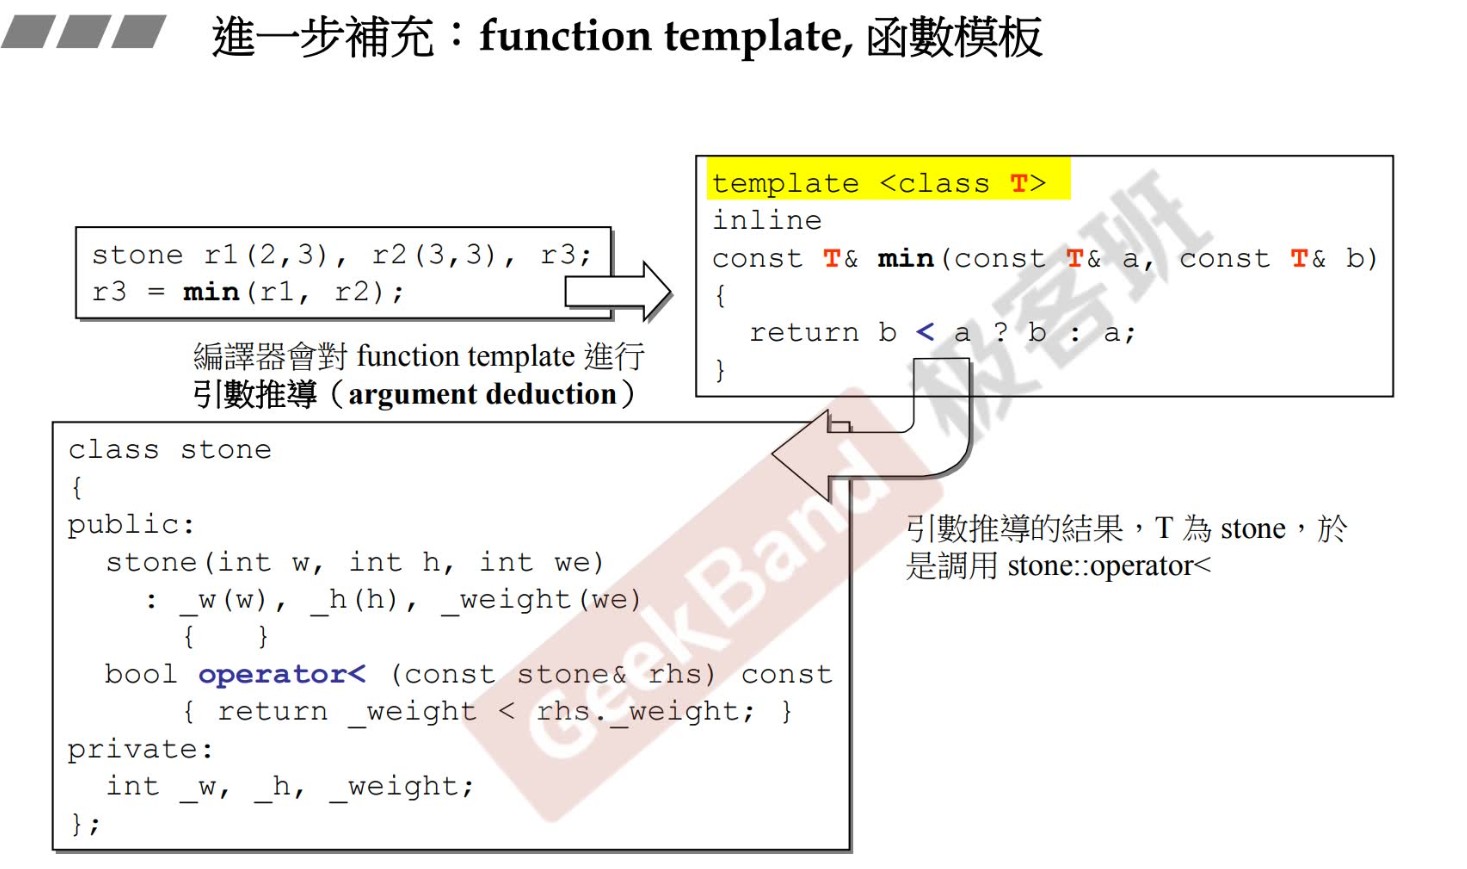 進一步補充：function template, 函數模板
stone r1(2,3), r2(3,3), r3;
r3 = min(r1, r2);
編譯器會對 function template 進行
引數推導（argument deduction）
template <class T>
inline
const T& min(const T& a, const T& b)
{
return b < a ? b : a;
}
class stone
{
public:
stone(int w, int h, int we)
: _w(w), _h(h), _weight(we)
{ }
bool operator< (const stone& rhs) const
{ return _weight < rhs._weight; }
private:
int _w, _h, _weight;
};
引數推導的結果，T 為 stone，於
是調用 stone::operator<
GeekBand 极客班